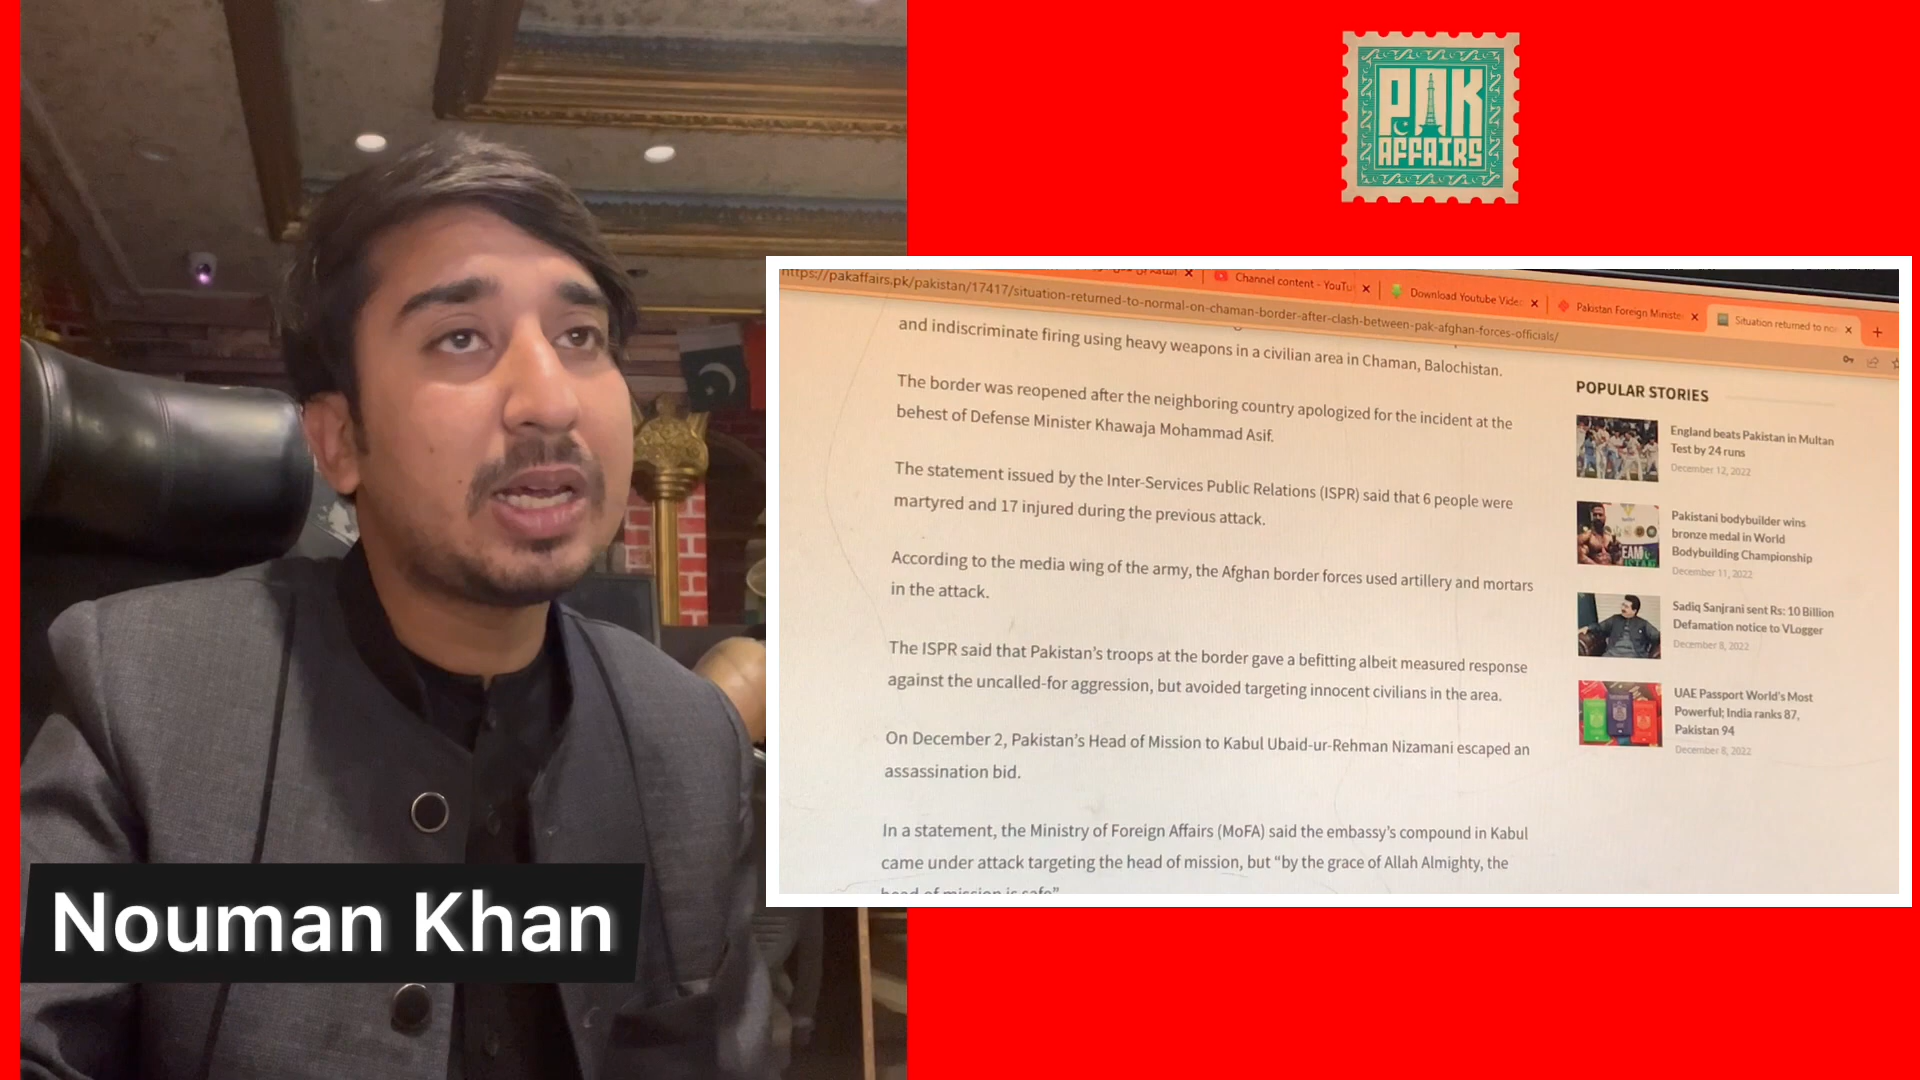 PAK
AFFAIRS
https://pakaffairs.pk/pakistan/17417/situation-returned-to-normal-on-chaman-border-after-clash-between-pak-afghan-forces-officials/
Channel content - YouTu
Download Youtube Vide
Pakistan Foreign Ministe
Situation returned to no
and indiscriminate firing using heavy weapons in a civilian area in Chaman, Balochistan.
The border was reopened after the neighboring country apologized for the incident at the
behest of Defense Minister Khawaja Mohammad Asif.
The statement issued by the Inter-Services Public Relations (ISPR) said that 6 people were
martyred and 17 injured during the previous attack.
According to the media wing of the army, the Afghan border forces used artillery and mortars
in the attack.
The ISPR said that Pakistan's troops at the border gave a befitting albeit measured response
against the uncalled-for aggression, but avoided targeting innocent civilians in the area.
On December 2, Pakistan's Head of Mission to Kabul Ubaid-ur-Rehman Nizamani escaped an
assassination bid.
In a statement, the Ministry of Foreign Affairs (MoFA) said the embassy's compound in Kabul
came under attack targeting the head of mission, but “by the grace of Allah Almighty, the
head of mission is safe”
POPULAR STORIES
England beats Pakistan in Multan
Test by 24 runs
December 12, 2022
Pakistani bodybuilder wins
bronze medal in World
Bodybuilding Championship
December 11, 2022
Sadiq Sanjrani sent Rs: 10 Billion
Defamation notice to VLogger
December 8, 2022
UAE Passport World's Most
Powerful; India ranks 87,
Pakistan 94
December 8, 2022
Nouman Khan